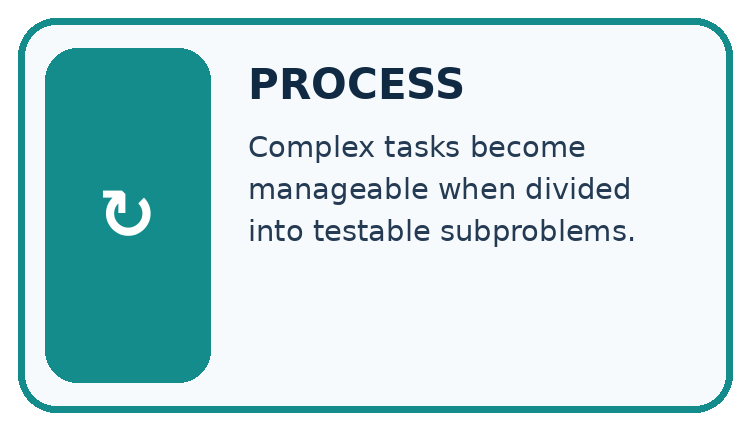 PROCESS
Complex tasks become
manageable when divided
into testable subproblems.